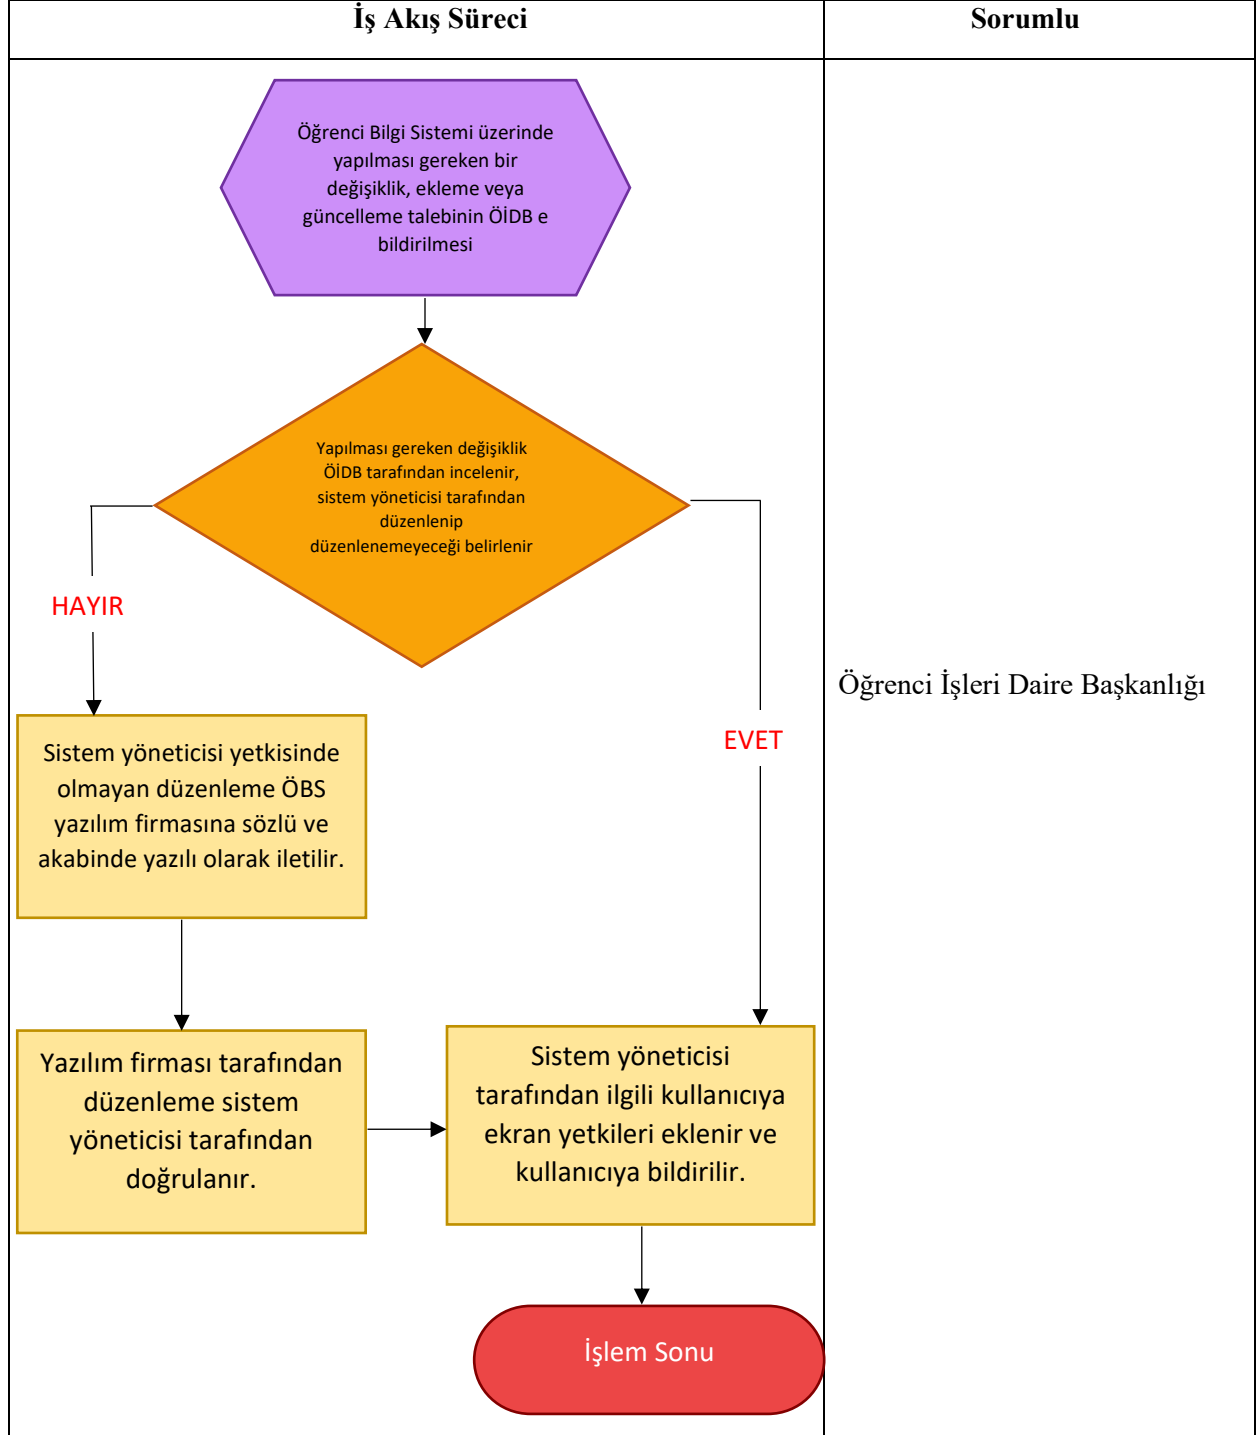 İş Akış Süreci
Sorumlu
Öğrenci Bilgi Sistemi üzerinde
yapılması gereken bir
değişiklik, ekleme veya
güncelleme talebinin ÖİDB e
bildirilmesi
Yapılması gereken değişiklik
ÖİDB tarafından incelenir,
sistem yöneticisi tarafından
düzenlenip
düzenlenemeyeceği belirlenir
HAYIR
EVET
Öğrenci İşleri Daire Başkanlığı
Sistem yöneticisi yetkisinde
olmayan düzenleme ÖBS
yazılım firmasına sözlü ve
akabinde yazılı olarak iletilir.
Yazılım firması tarafından
düzenleme sistem
yöneticisi tarafından
doğrulanır.
Sistem yöneticisi
tarafından ilgili kullanıcıya
ekran yetkileri eklenir ve
kullanıcıya bildirilir.
İşlem Sonu